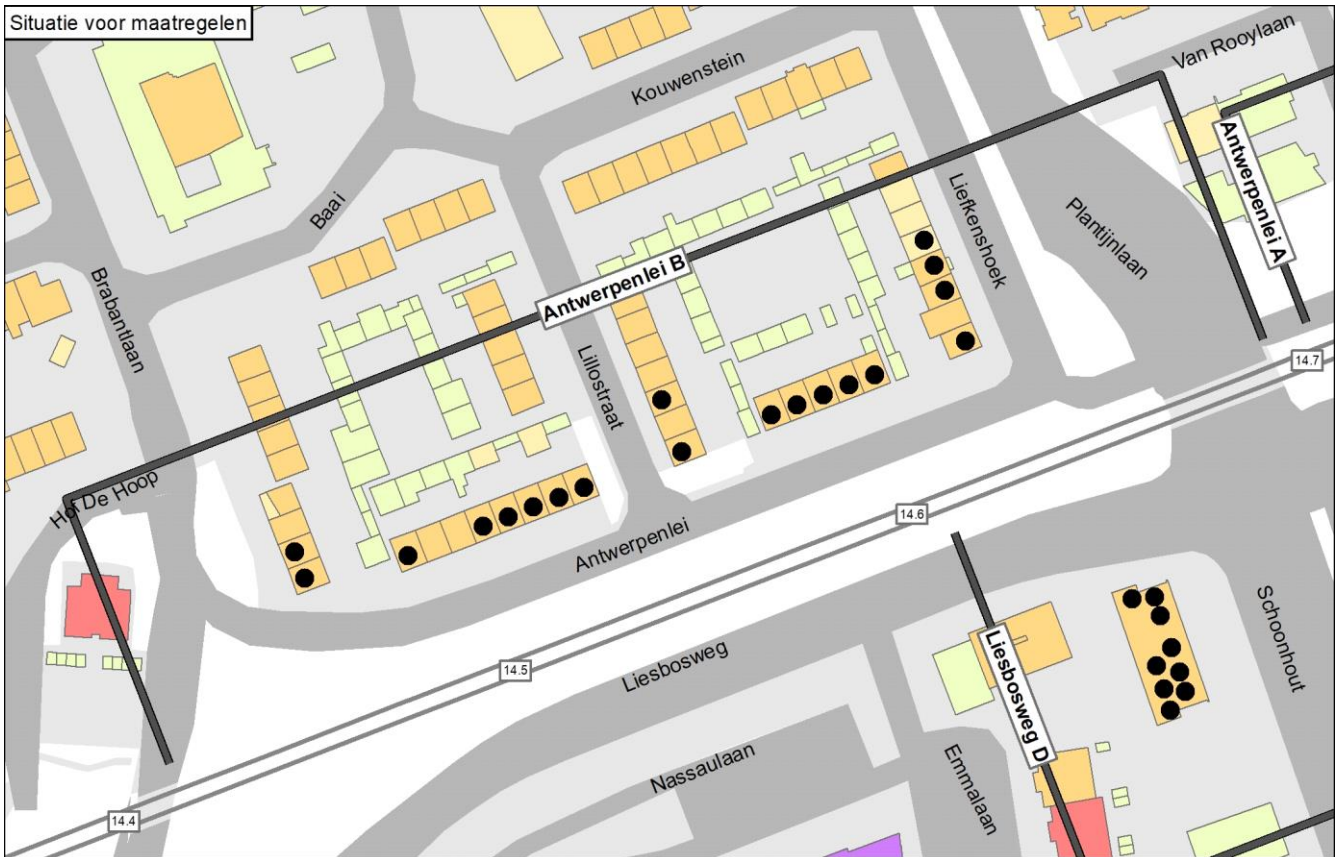 Situatie voor maatregelen
Van Rooylaan
Kouwenstein
Antwerpenlei A
Baai
Liefkenshoek
Plantijnlaan
Antwerpenlei B
Brabantlaan
Lillostraat
14.7
Hof De Hoop
Antwerpenlei
14.6
Schoonhout
Liesbosweg
14.5
Liesbosweg D
Nassaulaan
Emmalaan
14.4